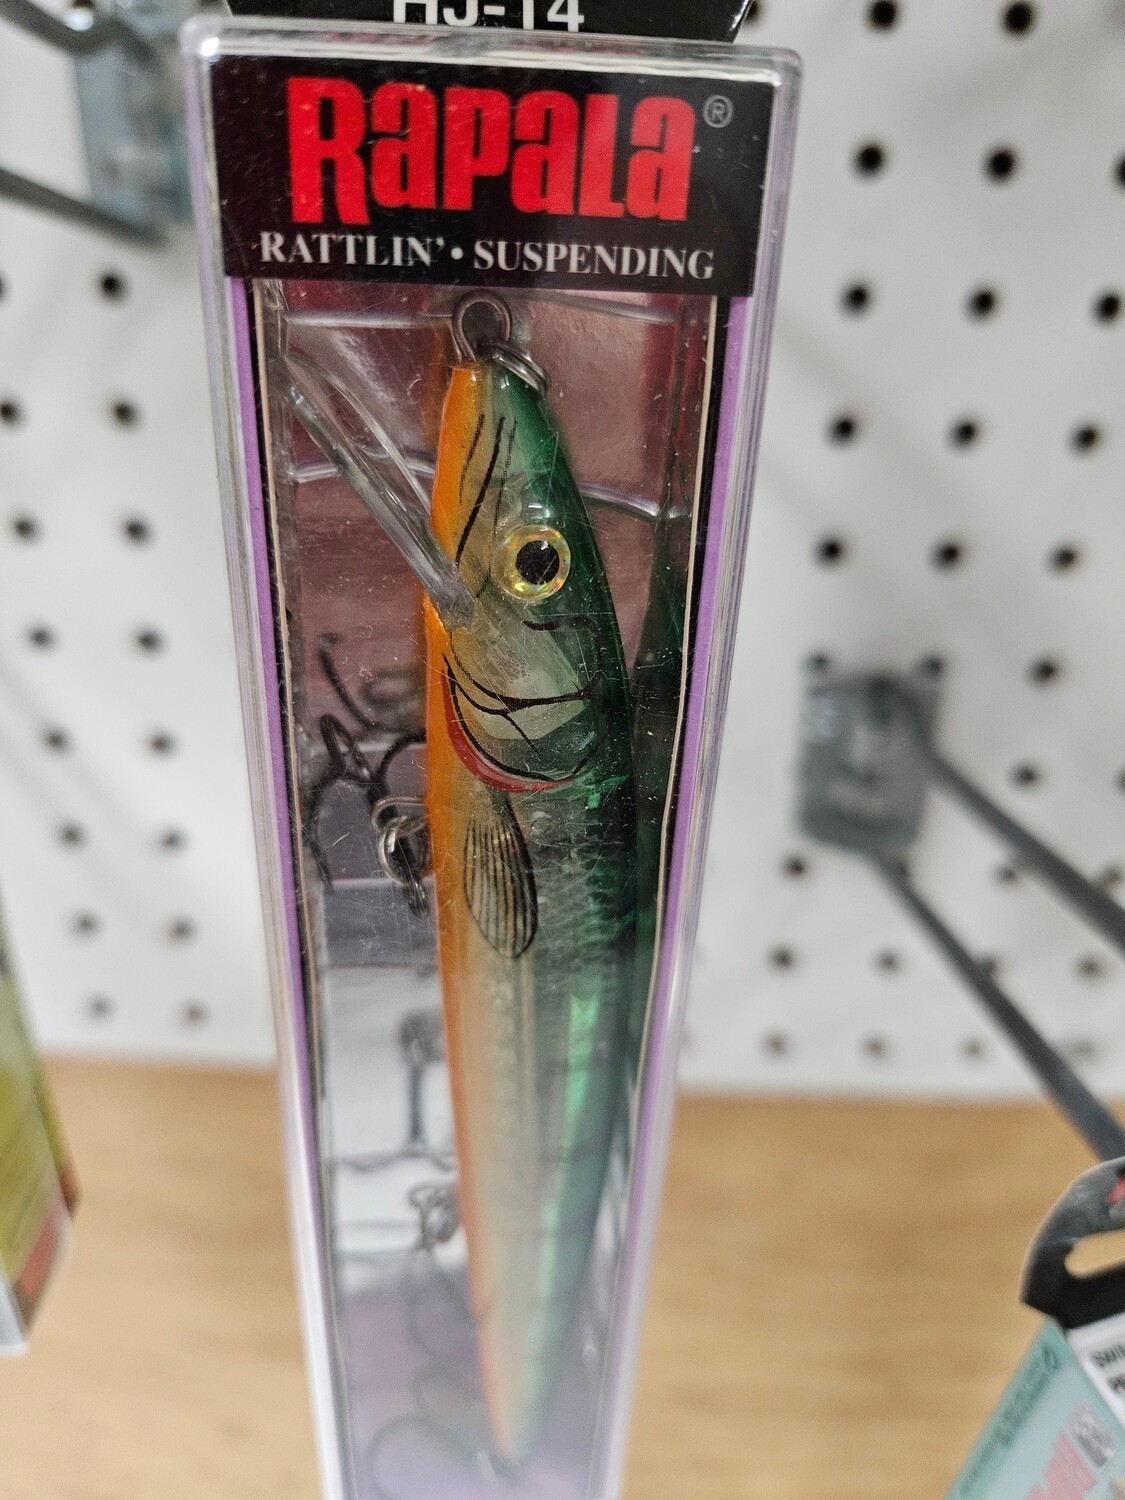 HJ-14
RAPALA®
RATTLIN' • SUSPENDING